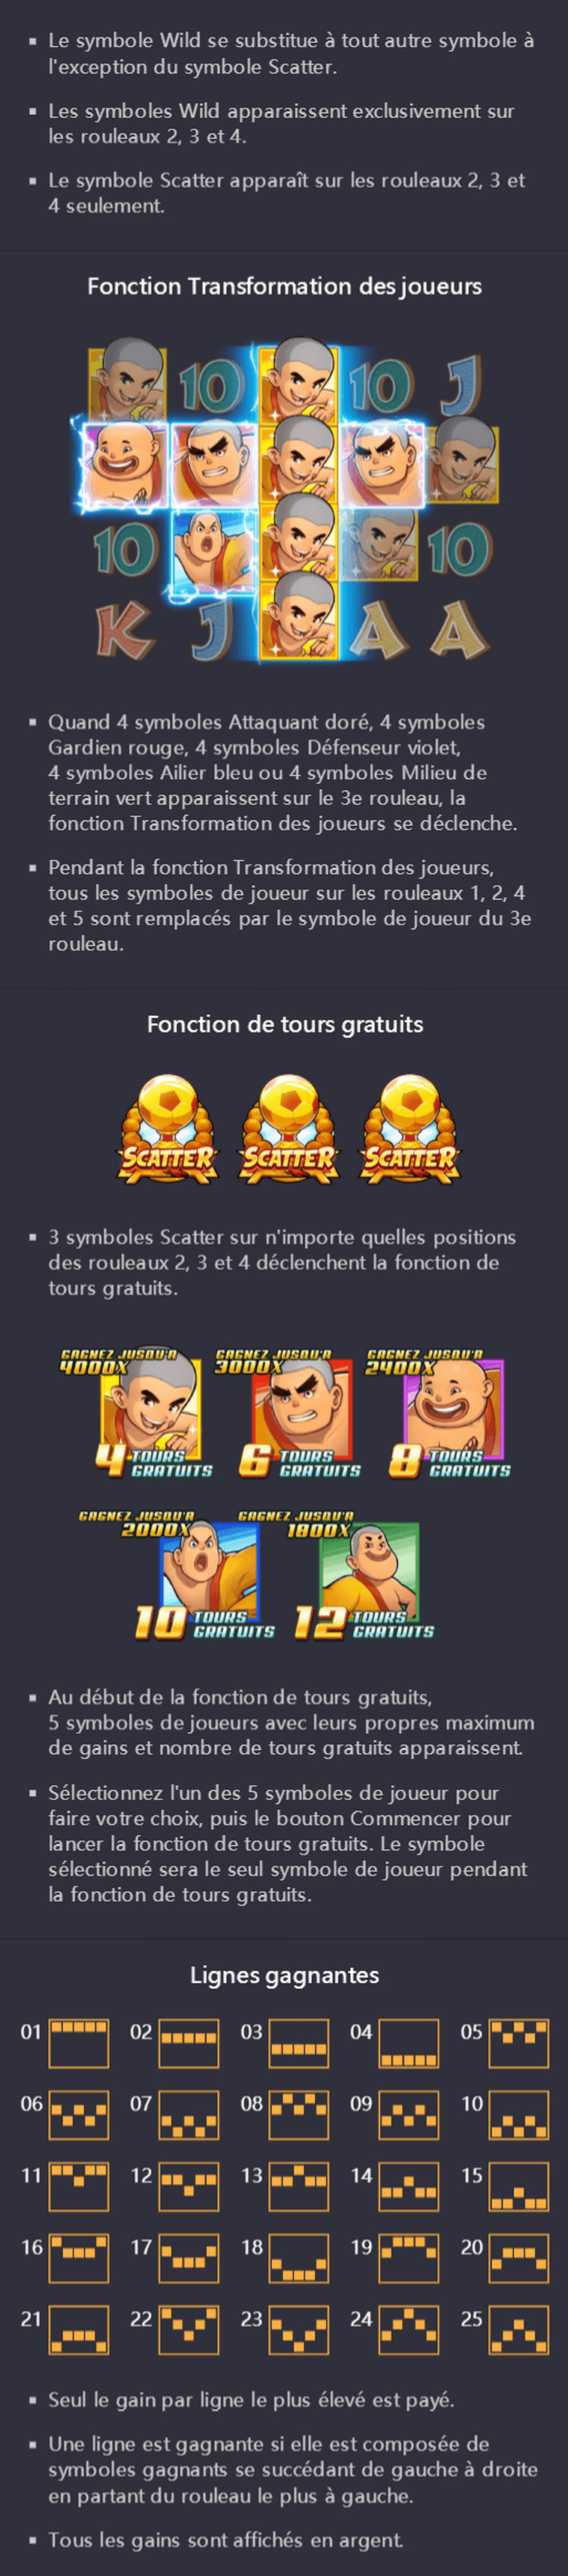 Le symbole Wild se substitue à tout autre symbole à
l'exception du symbole Scatter.
Les symboles Wild apparaissent exclusivement sur
les rouleaux 2, 3 et 4.
Le symbole Scatter apparaît sur les rouleaux 2, 3 et
4 seulement.
Fonction Transformation des joueurs
10 10 J
10 10
K J A A
Quand 4 symboles Attaquant doré, 4 symboles
Gardien rouge, 4 symboles Défenseur violet,
4 symboles Ailier bleu ou 4 symboles Milieu de
terrain vert apparaissent sur le 3e rouleau, la
fonction Transformation des joueurs se déclenche.
Pendant la fonction Transformation des joueurs,
tous les symboles de joueur sur les rouleaux 1, 2, 4
et 5 sont remplacés par le symbole de joueur du 3e
rouleau.
Fonction de tours gratuits
SCATTER SCATTER SCATTER
3 symboles Scatter sur n'importe quelles positions
des rouleaux 2, 3 et 4 déclenchent la fonction de
tours gratuits.
GAGNEZ JUSQU'A GAGNEZ JUSQU'A GAGNEZ JUSQU'A
4000X 3000X 2400X
4 TOURS 6 TOURS 8 TOURS
GRATUITS GRATUITS GRATUITS
GAGNEZ JUSQU'A GAGNEZ JUSQU'A
2000X 1800X
10 TOURS 12 TOURS
GRATUITS GRATUITS
Au début de la fonction de tours gratuits,
5 symboles de joueurs avec leurs propres maximum
de gains et nombre de tours gratuits apparaissent.
Sélectionnez l'un des 5 symboles de joueur pour
faire votre choix, puis le bouton Commencer pour
lancer la fonction de tours gratuits. Le symbole
sélectionné sera le seul symbole de joueur pendant
la fonction de tours gratuits.
Lignes gagnantes
01 02 03 04 05
06 07 08 09 10
11 12 13 14 15
16 17 18 19 20
21 22 23 24 25
Seul le gain par ligne le plus élevé est payé.
Une ligne est gagnante si elle est composée de
symboles gagnants se succédant de gauche à droite
en partant du rouleau le plus à gauche.
Tous les gains sont affichés en argent.